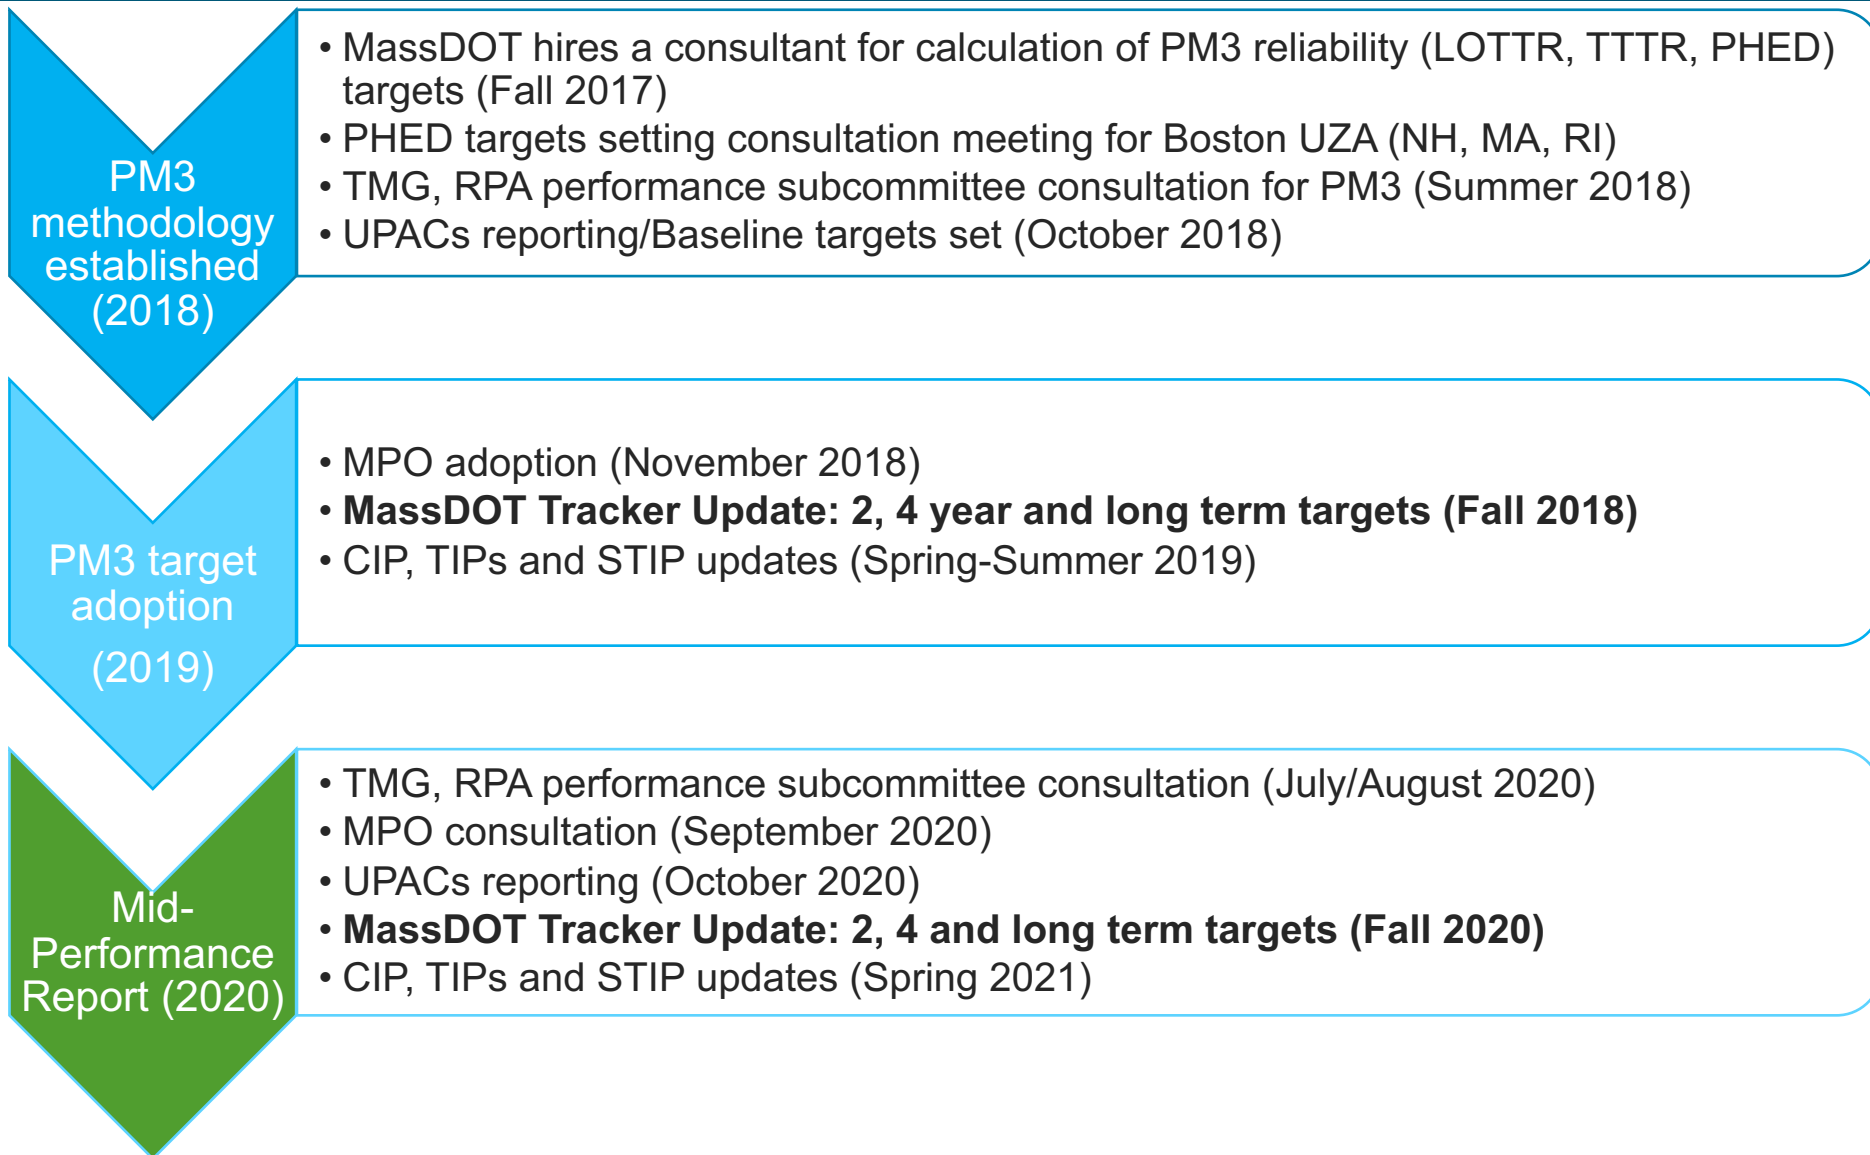 PM3
methodology
established
(2018)
• MassDOT hires a consultant for calculation of PM3 reliability (LOTTR, TTTR, PHED)
targets (Fall 2017)
• PHED targets setting consultation meeting for Boston UZA (NH, MA, RI)
• TMG, RPA performance subcommittee consultation for PM3 (Summer 2018)
• UPACs reporting/Baseline targets set (October 2018)
PM3 target
adoption
(2019)
• MPO adoption (November 2018)
• MassDOT Tracker Update: 2, 4 year and long term targets (Fall 2018)
• CIP, TIPs and STIP updates (Spring-Summer 2019)
Mid-
Performance
Report (2020)
• TMG, RPA performance subcommittee consultation (July/August 2020)
• MPO consultation (September 2020)
• UPACs reporting (October 2020)
• MassDOT Tracker Update: 2, 4 and long term targets (Fall 2020)
• CIP, TIPs and STIP updates (Spring 2021)